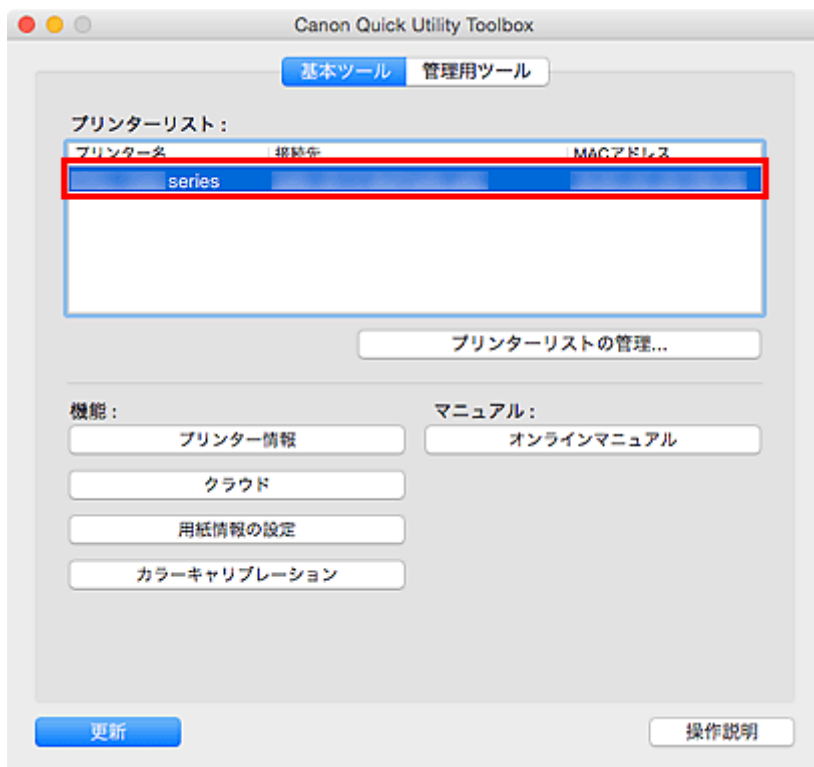 Canon Quick Utility Toolbox
基本ツール 管理用ツール
プリンターリスト：
プリンター名 接続先 MACアドレス
series
プリンターリストの管理...
機能： マニュアル：
プリンター情報 オンラインマニュアル
クラウド
用紙情報の設定
カラーキャリブレーション
更新 操作説明